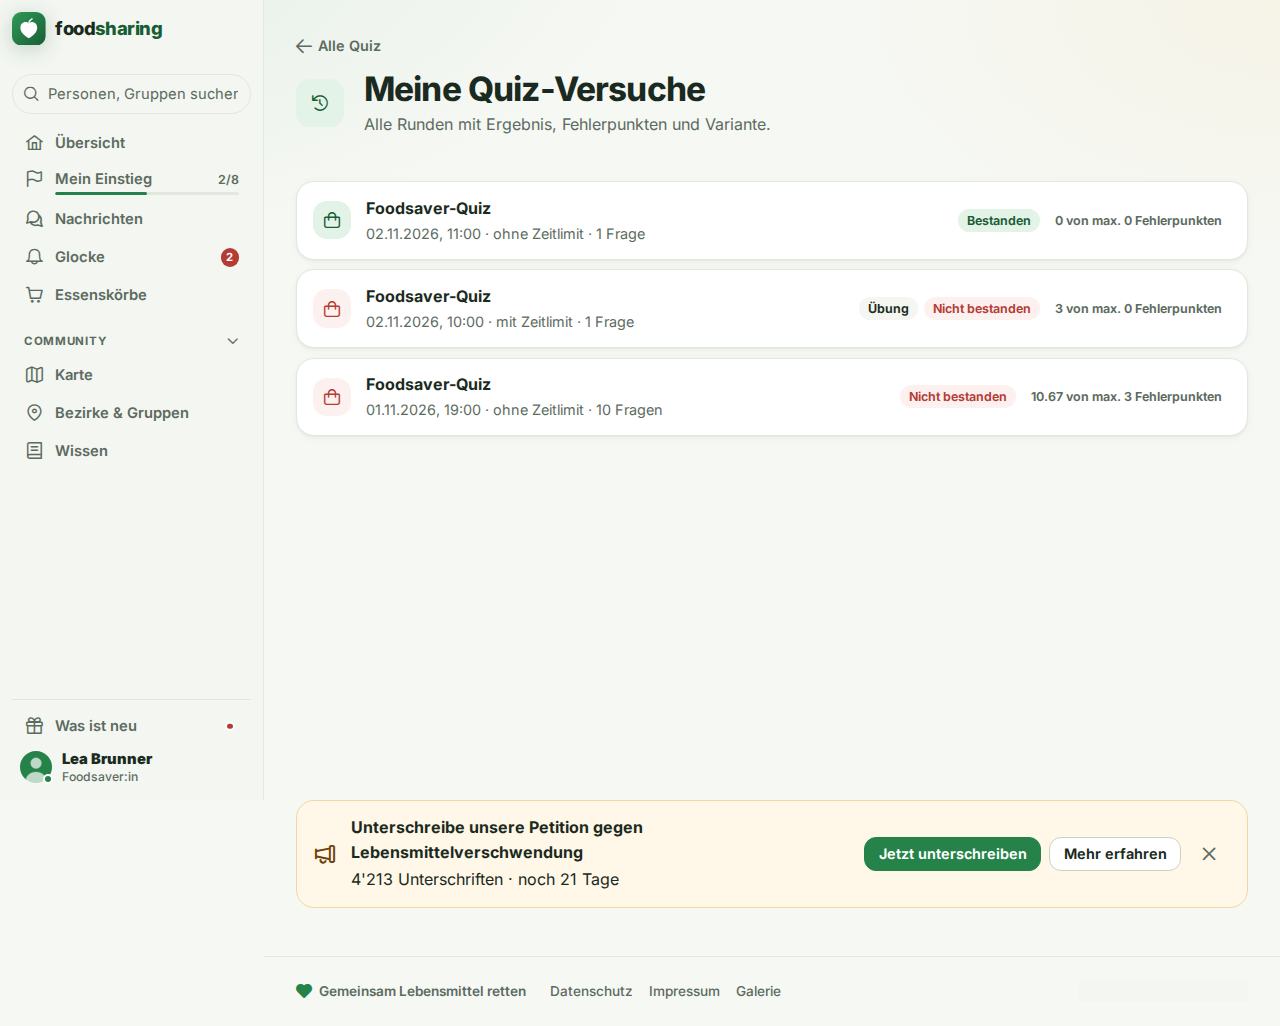 foodsharing
Personen, Gruppen sucher
Übersicht
Mein Einstieg 2/8
Nachrichten
Glocke 2
Essenskörbe
COMMUNITY
Karte
Bezirke & Gruppen
Wissen
Was ist neu
Lea Brunner
Foodsaver:in
Alle Quiz
Meine Quiz-Versuche
Alle Runden mit Ergebnis, Fehlerpunkten und Variante.
Foodsaver-Quiz
02.11.2026, 11:00 · ohne Zeitlimit · 1 Frage
Bestanden 0 von max. 0 Fehlerpunkten
Foodsaver-Quiz
02.11.2026, 10:00 · mit Zeitlimit · 1 Frage
Übung Nicht bestanden 3 von max. 0 Fehlerpunkten
Foodsaver-Quiz
01.11.2026, 19:00 · ohne Zeitlimit · 10 Fragen
Nicht bestanden 10.67 von max. 3 Fehlerpunkten
Unterschreibe unsere Petition gegen
Lebensmittelverschwendung
4'213 Unterschriften · noch 21 Tage
Jetzt unterschreiben Mehr erfahren
Gemeinsam Lebensmittel retten Datenschutz Impressum Galerie